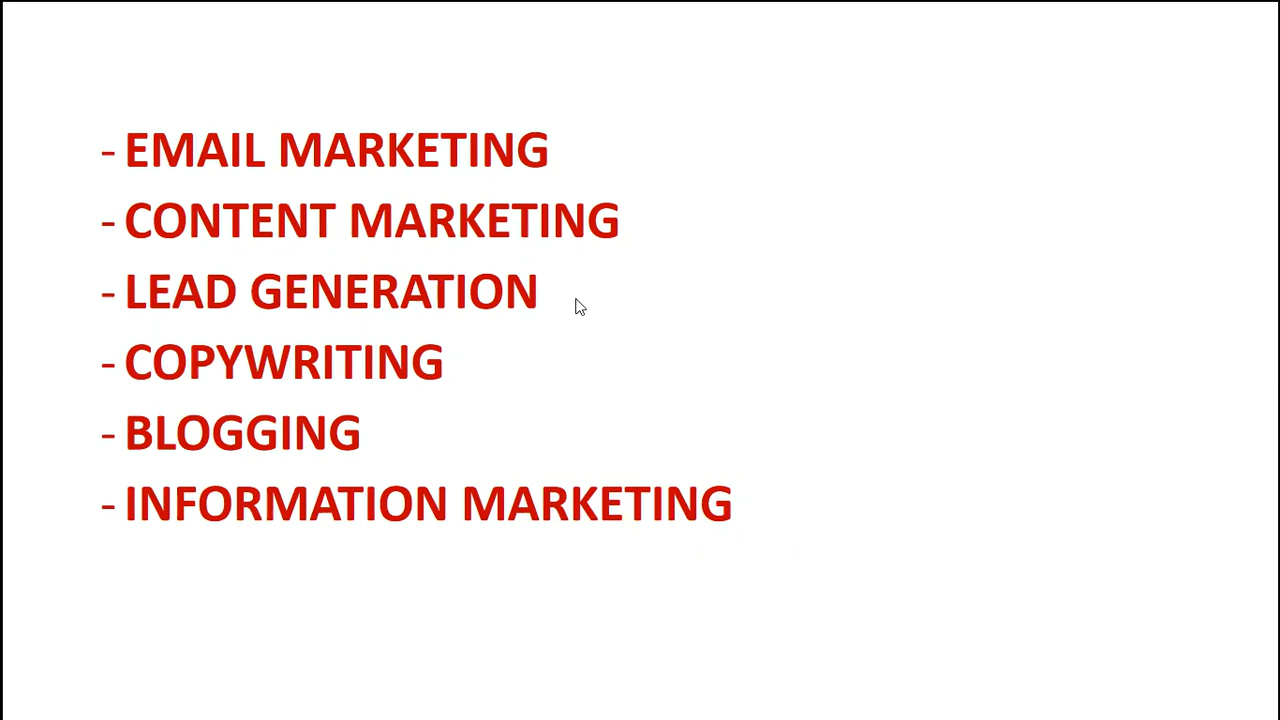 - EMAIL MARKETING
- CONTENT MARKETING
- LEAD GENERATION
- COPYWRITING
- BLOGGING
- INFORMATION MARKETING